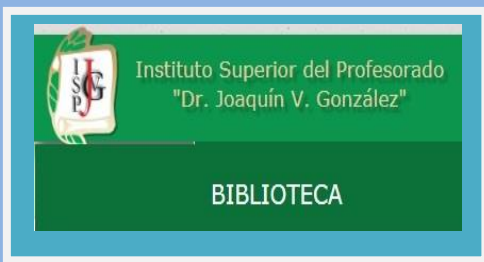 Instituto Superior del Profesorado
"Dr. Joaquín V. González"
BIBLIOTECA